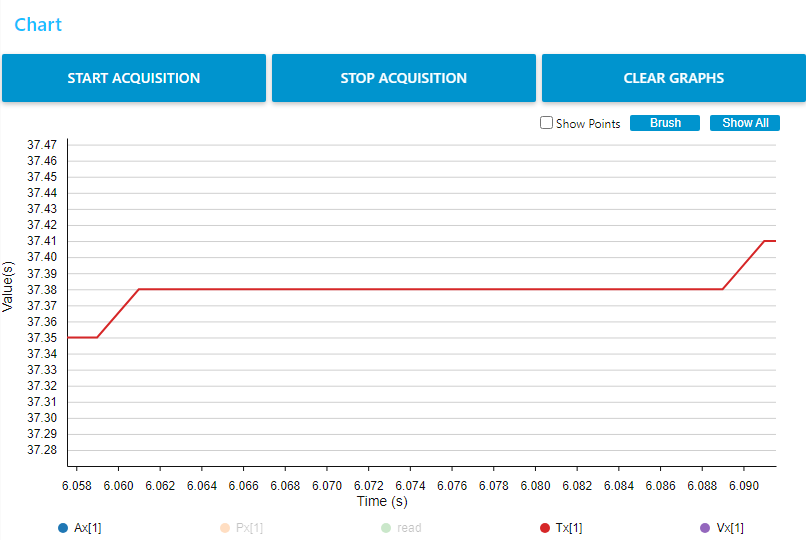 Chart
START ACQUISITION STOP ACQUISITION CLEAR GRAPHS
Show Points Brush Show All
37.47
37.46
37.45
37.44
37.43
37.42
37.41
37.40
37.39
37.38
37.37
37.36
37.35
37.34
37.33
37.32
37.31
37.30
37.29
37.28
Value(s)
6.058 6.060 6.062 6.064 6.066 6.068 6.070 6.072 6.074 6.076 6.078 6.080 6.082 6.084 6.086 6.088 6.090
Time (s)
Ax[1] Px[1] read Tx[1] Vx[1]